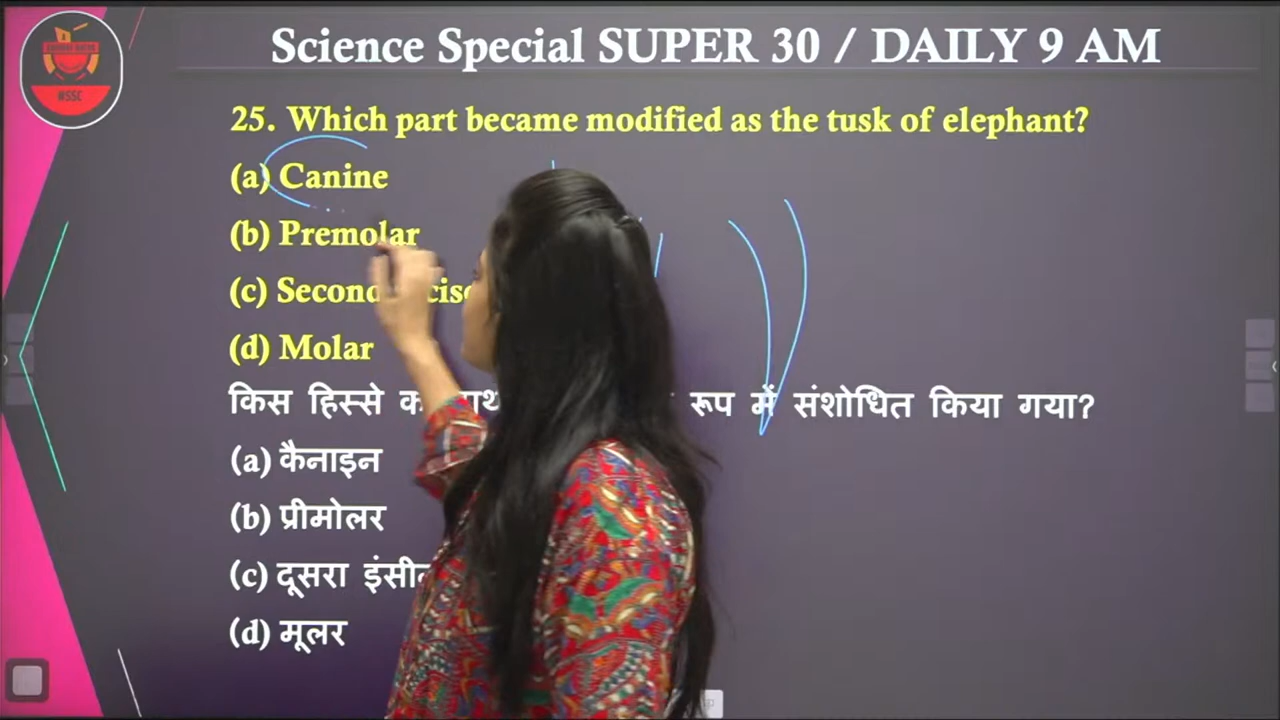 Science Special SUPER 30 / DAILY 9 AM
25. Which part became modified as the tusk of elephant?
(a) Canine
(b) Premolar
(c) Second
(d) Molar
किस हिस्से रूप में संशोधित किया गया?
(a) कैनाइन
(b) प्रीमोलर
(c) दूसरा
(d) मूलर